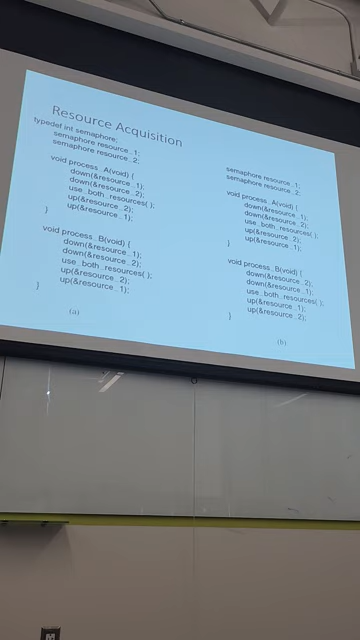 Resource Acquisition
typedef int semaphore;
semaphore resource_1;
semaphore resource_2;
void process_A(void) {
down(&resource_1);
down(&resource_2);
use_both_resources( );
up(&resource_2);
up(&resource_1);
}
void process_B(void) {
down(&resource_1);
down(&resource_2);
use_both_resources( );
up(&resource_2);
up(&resource_1);
}
(a)
semaphore resource_1;
semaphore resource_2;
void process_A(void) {
down(&resource_1);
down(&resource_2);
use_both_resources( );
up(&resource_2);
up(&resource_1);
}
void process_B(void) {
down(&resource_2);
down(&resource_1);
use_both_resources( );
up(&resource_1);
up(&resource_2);
}
(b)